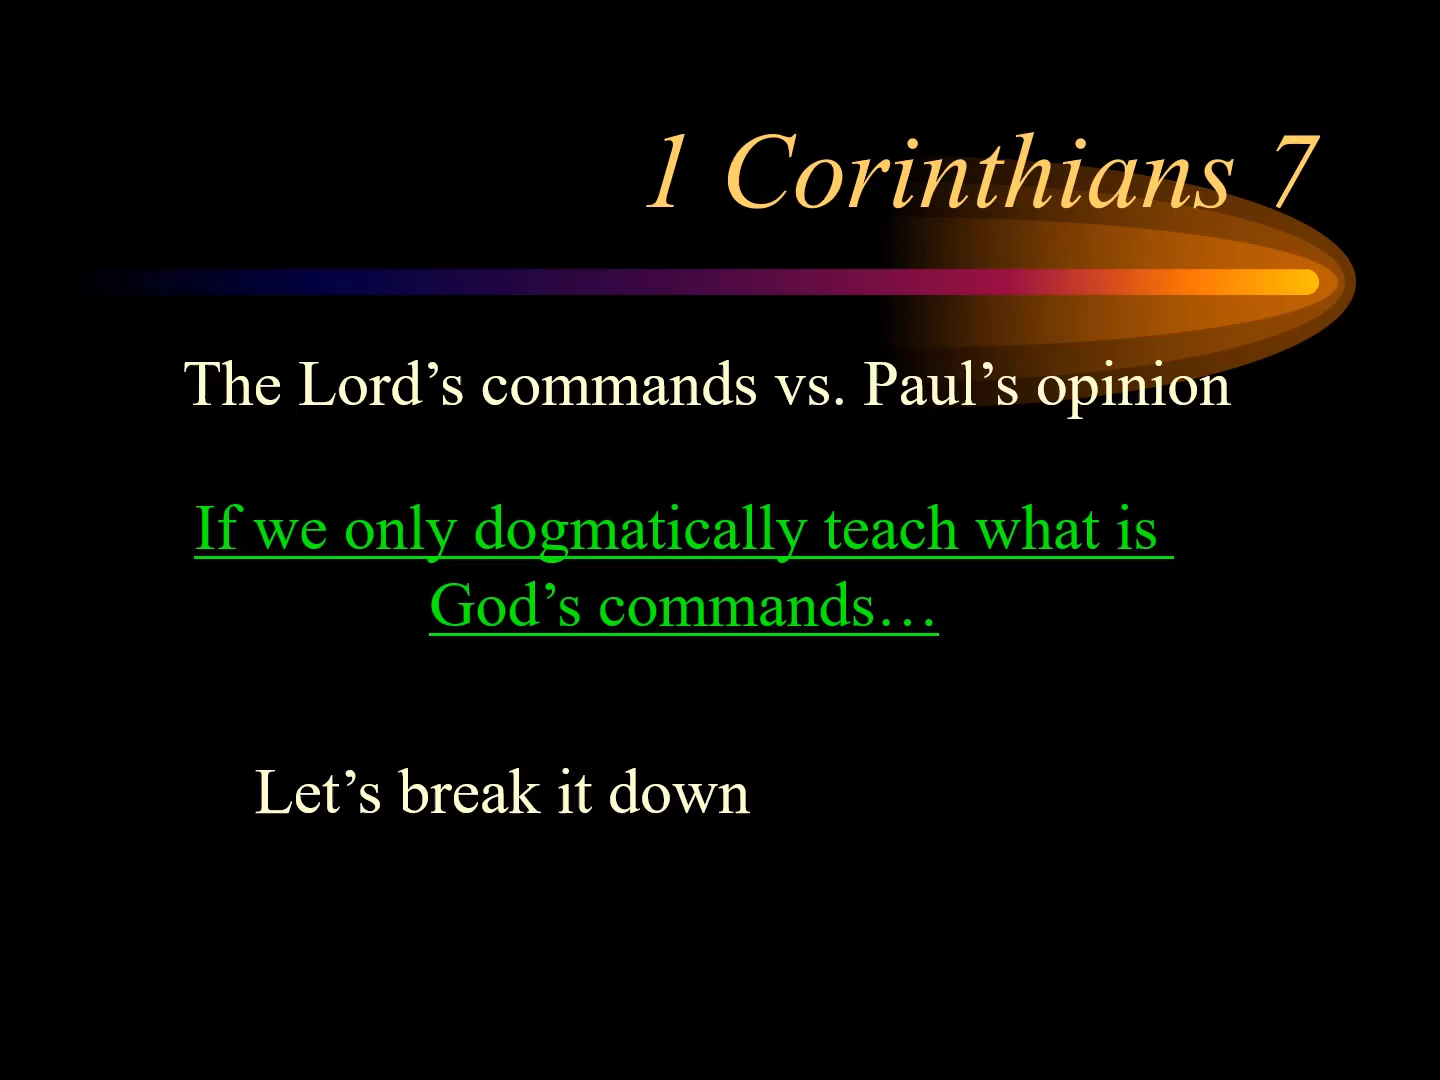 1 Corinthians 7
The Lord’s commands vs. Paul’s opinion
If we only dogmatically teach what is
God’s commands…
Let’s break it down